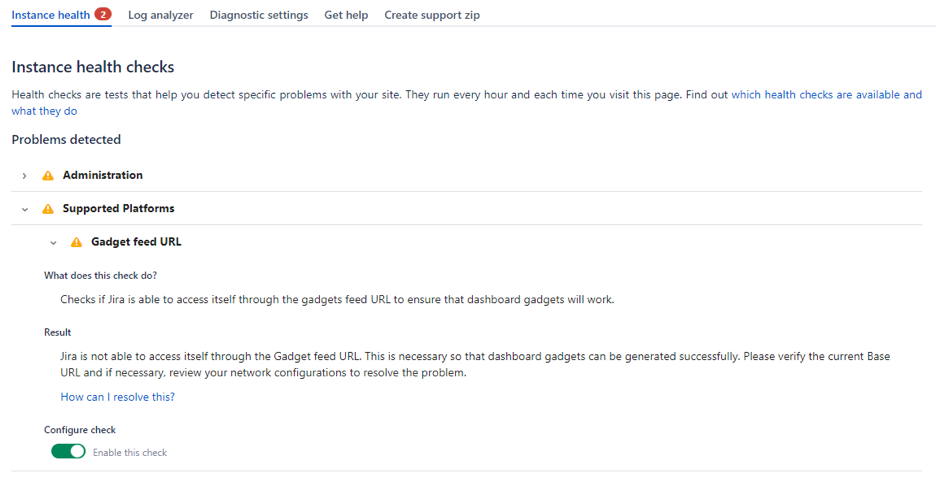 Instance health 2 Log analyzer Diagnostic settings Get help Create support zip
Instance health checks
Health checks are tests that help you detect specific problems with your site. They run every hour and each time you visit this page. Find out which health checks are available and
what they do
Problems detected
Administration
Supported Platforms
Gadget feed URL
What does this check do?
Checks if Jira is able to access itself through the gadgets feed URL to ensure that dashboard gadgets will work.
Result
Jira is not able to access itself through the Gadget feed URL. This is necessary so that dashboard gadgets can be generated successfully. Please verify the current Base
URL and if necessary, review your network configurations to resolve the problem.
How can I resolve this?
Configure check
Enable this check